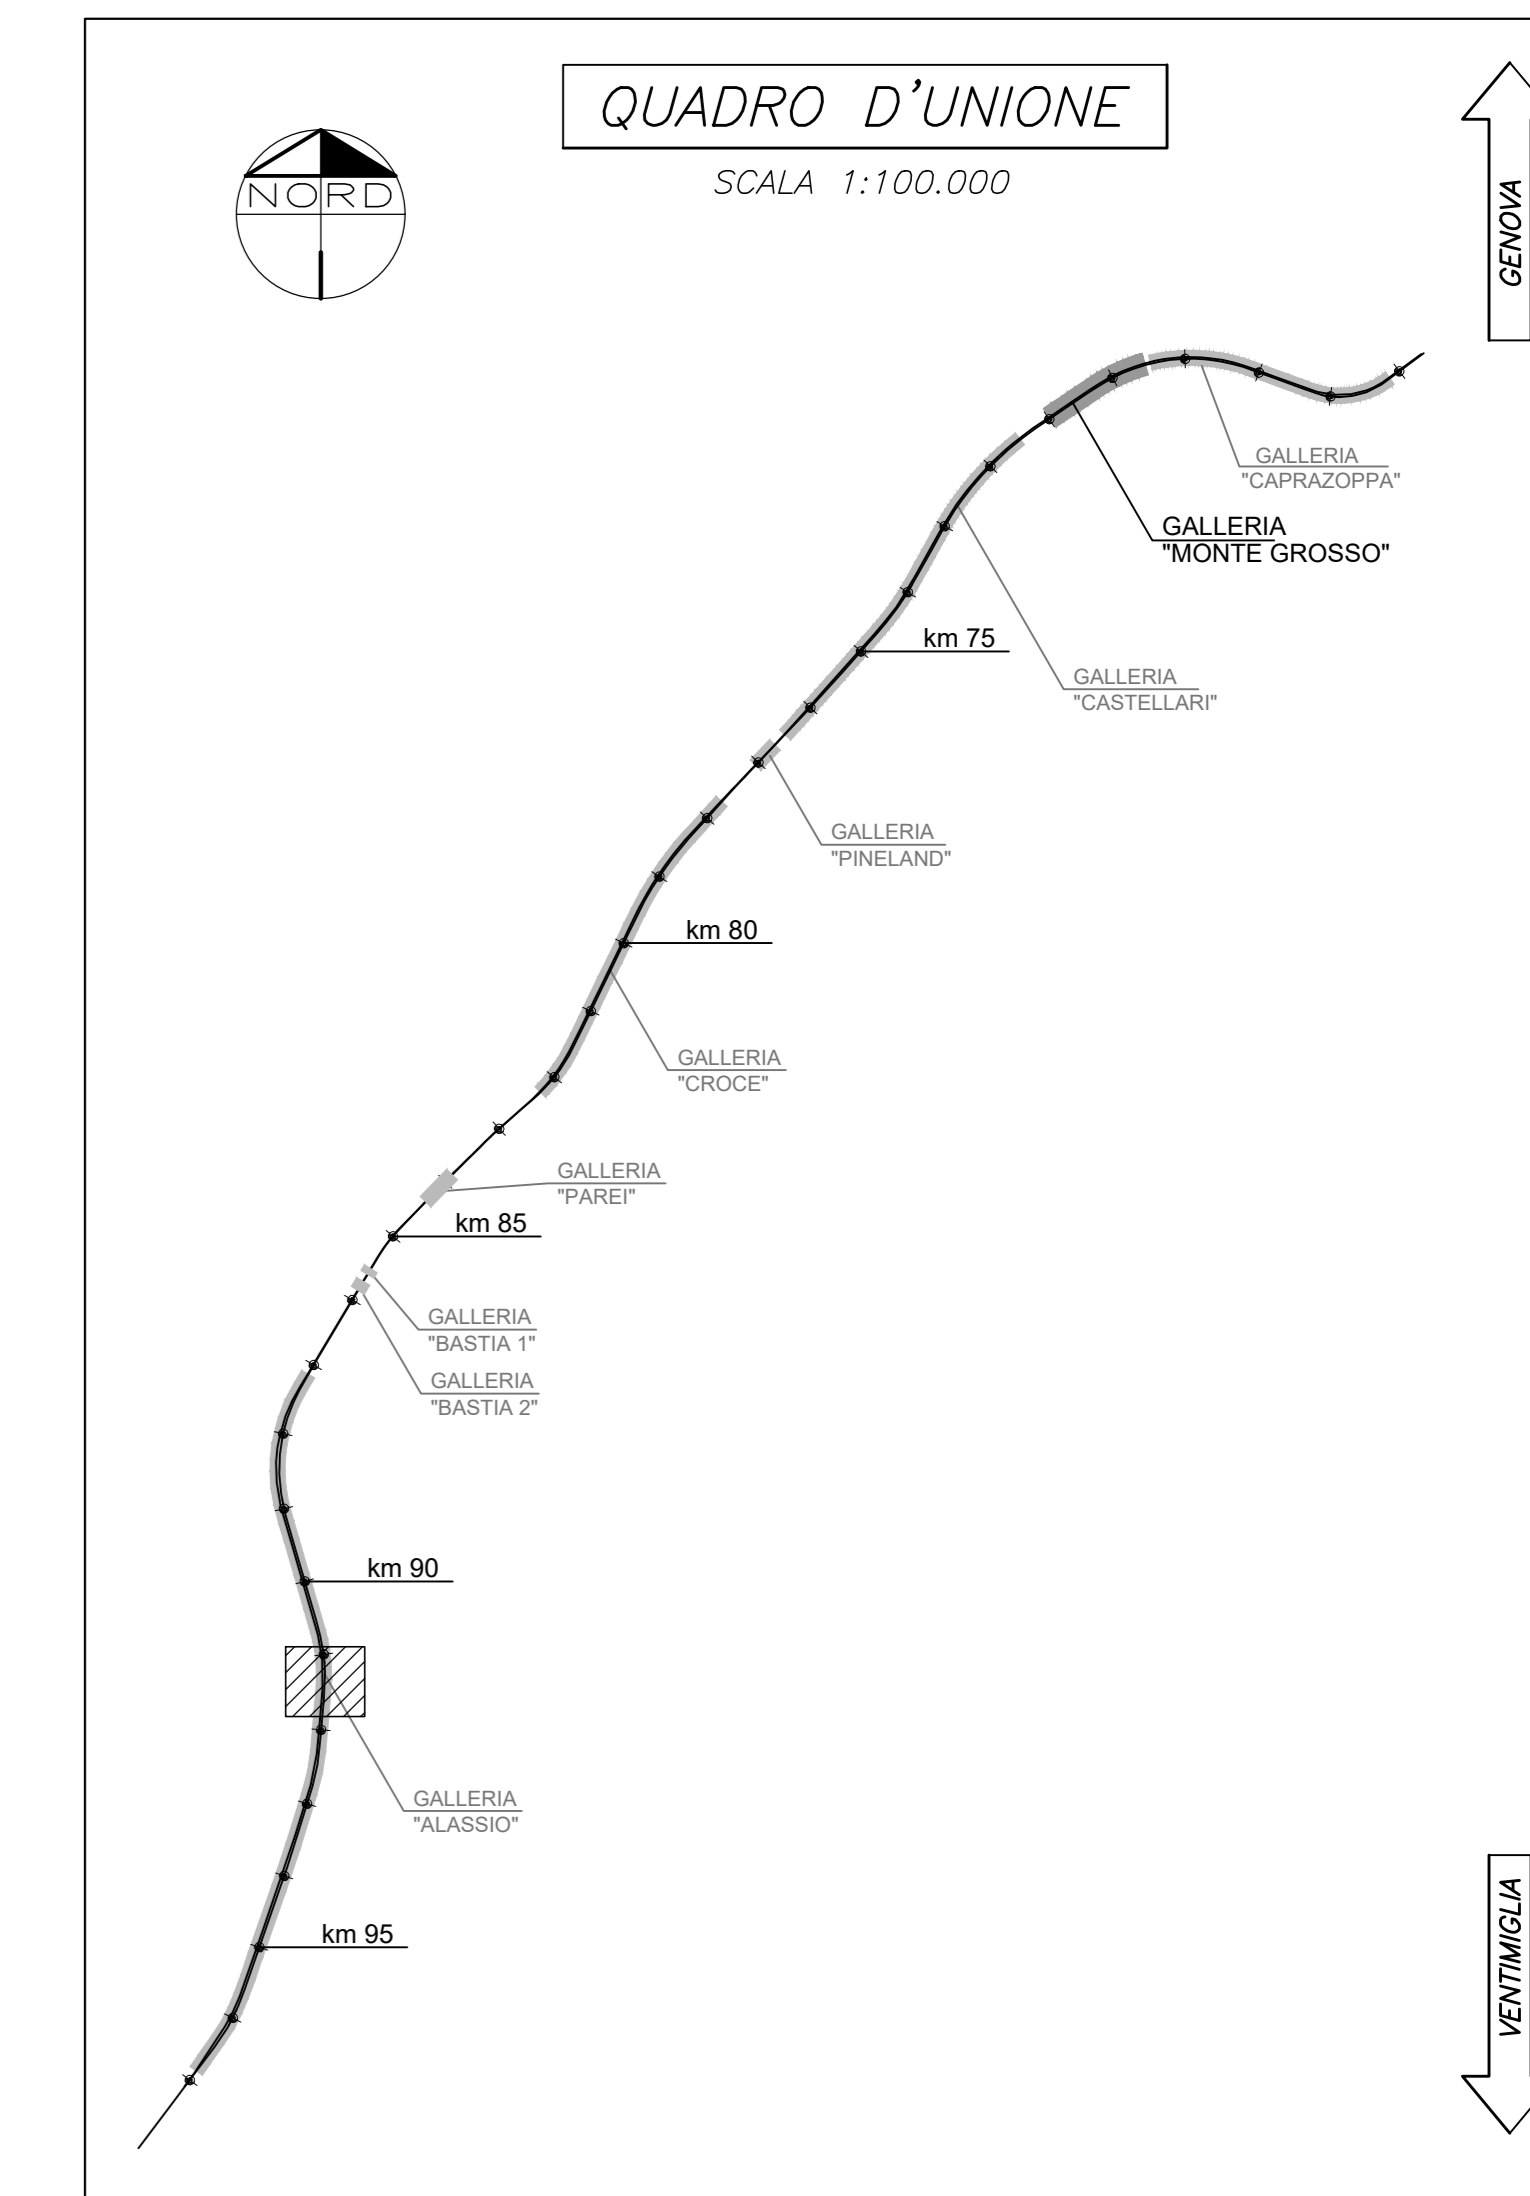 QUADRO D'UNIONE
SCALA 1:100.000
NORD
GENOVA
GALLERIA
"CAPRAZOPPA"
GALLERIA
"MONTE GROSSO"
km 75
GALLERIA
"CASTELLARI"
GALLERIA
"PINELAND"
km 80
GALLERIA
"CROCE"
GALLERIA
"PAREI"
km 85
GALLERIA
"BASTIA 1"
GALLERIA
"BASTIA 2"
km 90
GALLERIA
"ALASSIO"
km 95
VENTIMIGLIA